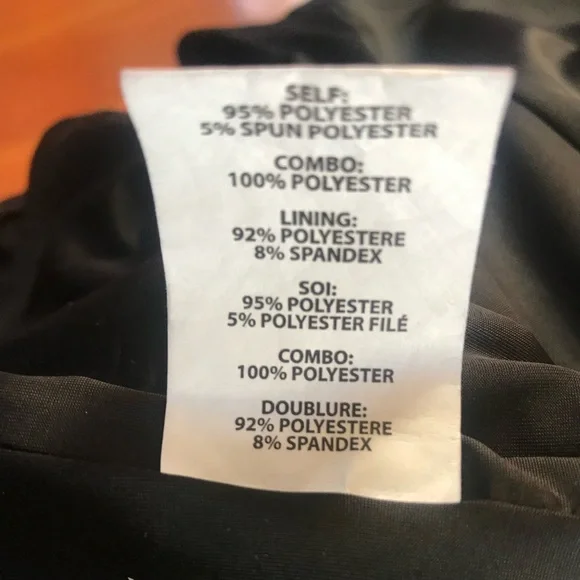 SELF:
95% POLYESTER
5% SPUN POLYESTER
COMBO:
100% POLYESTER
LINING:
92% POLYESTERE
8% SPANDEX
SOI:
95% POLYESTER
5% POLYESTER FILÉ
COMBO:
100% POLYESTER
DOUBLURE:
92% POLYESTERE
8% SPANDEX